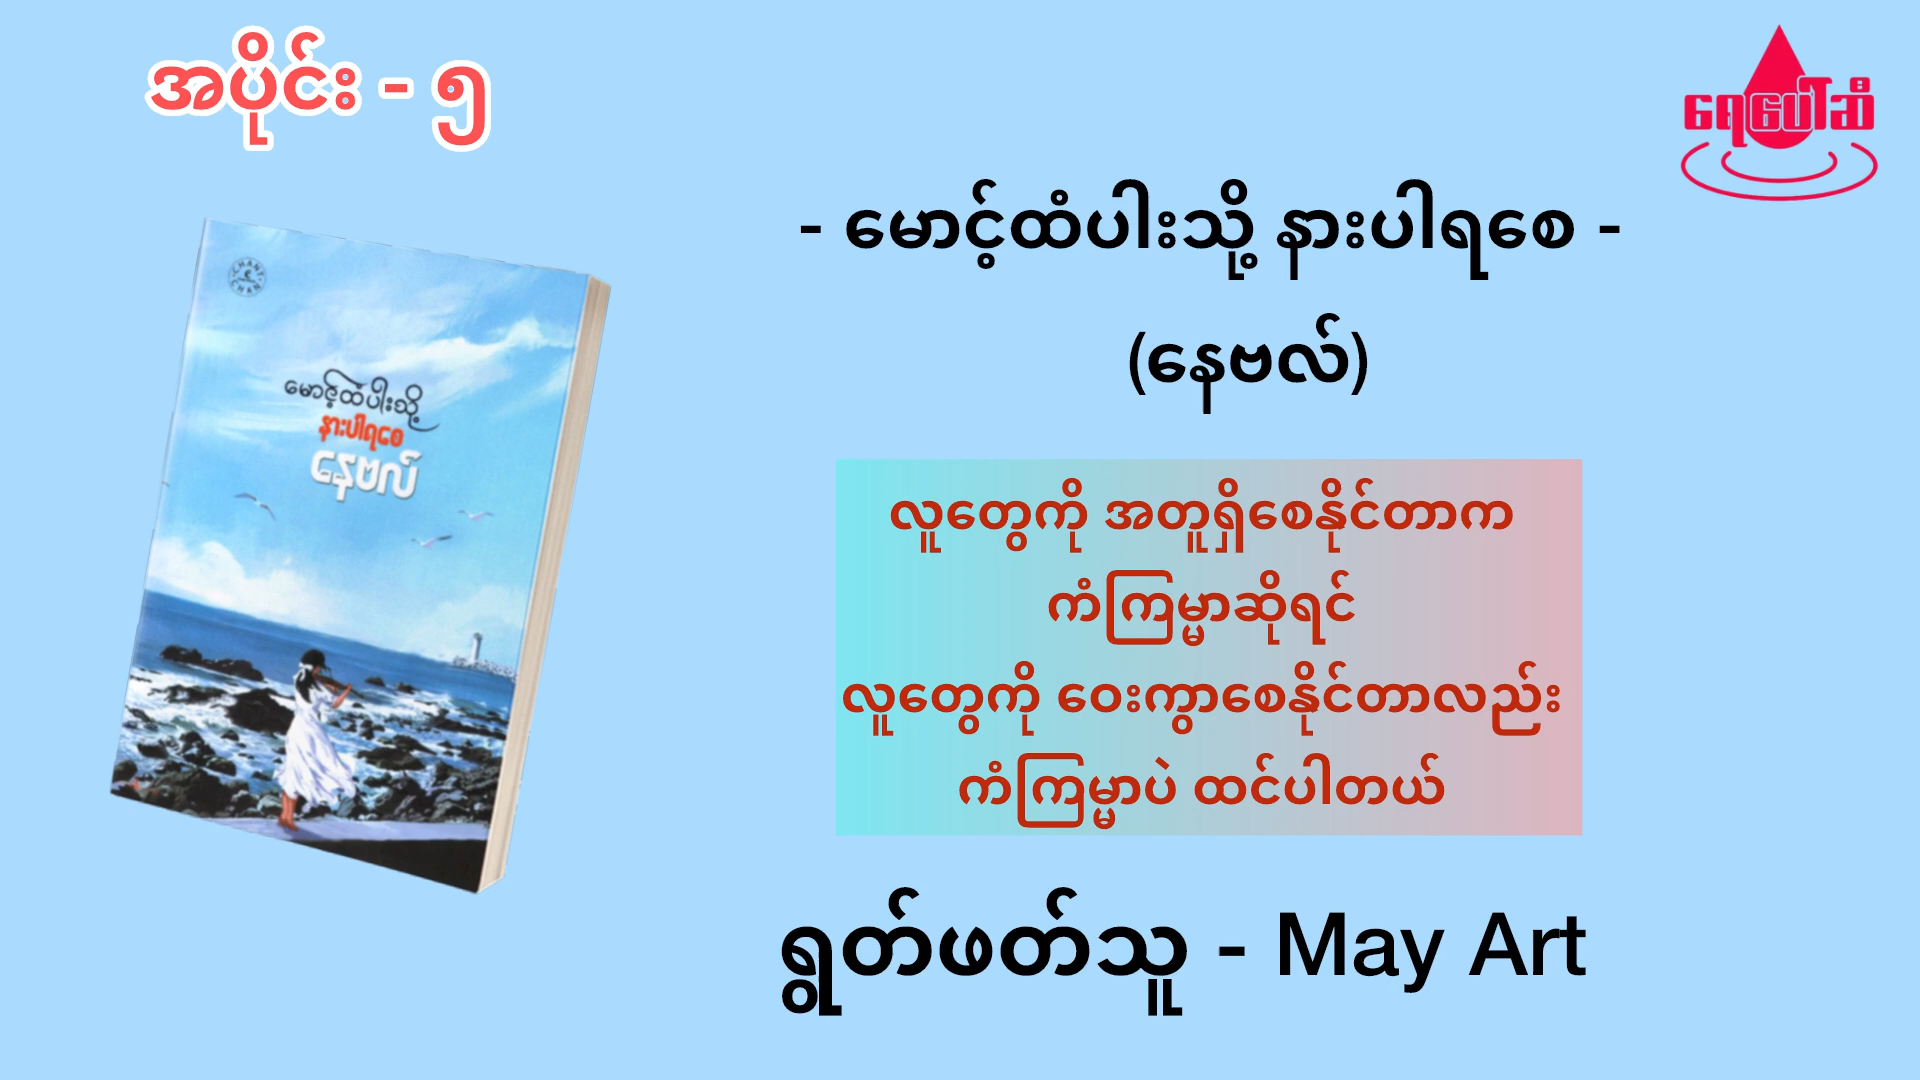 အပိုင်း - ၅
ရေပေါ်ဆီ
- မောင့်ထံပါးသို့ နားပါရစေ -
(နေဗလ်)
CHAN
CHAN
မောင့်ထံပါးသို့
နားပါရစေ
နေဗလ်
လူတွေကို အတူရှိစေနိုင်တာက
ကံကြမ္မာဆိုရင်
လူတွေကို ဝေးကွာစေနိုင်တာလည်း
ကံကြမ္မာပဲ ထင်ပါတယ်
ရွတ်ဖတ်သူ - May Art